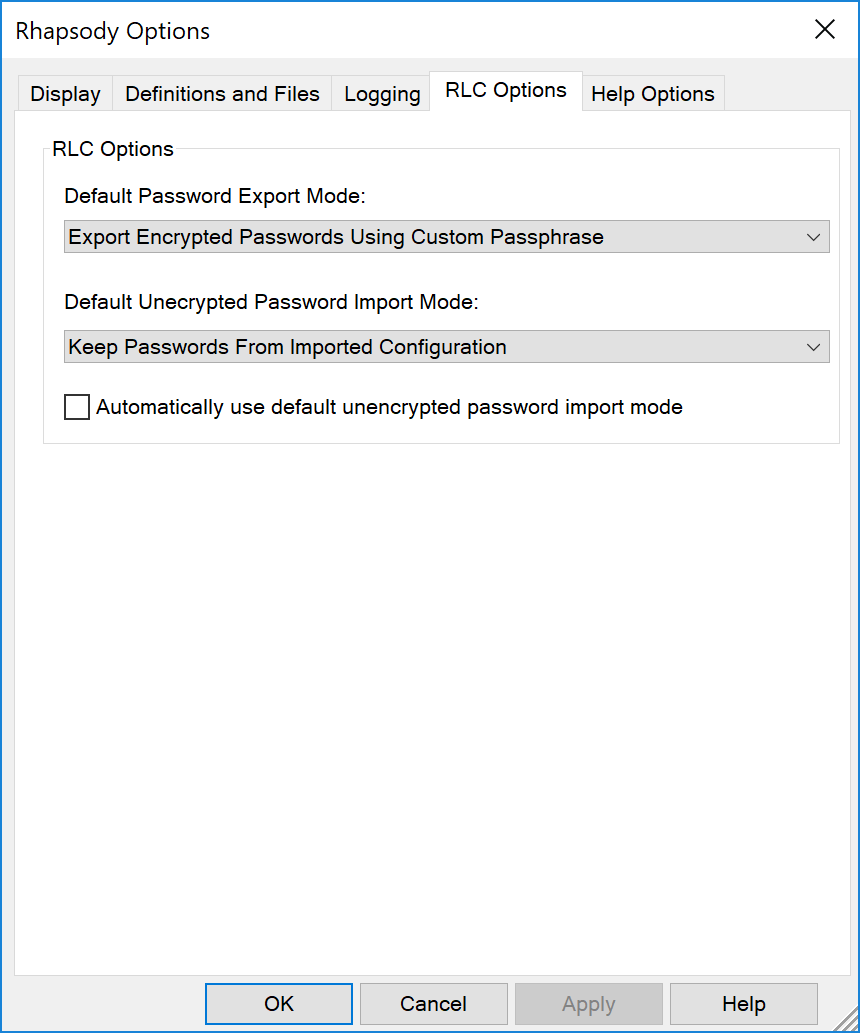 Rhapsody Options
Display
Definitions and Files
Logging
RLC Options
Help Options
RLC Options
Default Password Export Mode:
Export Encrypted Passwords Using Custom Passphrase
Default Unecrypted Password Import Mode:
Keep Passwords From Imported Configuration
Automatically use default unencrypted password import mode
OK
Cancel
Apply
Help